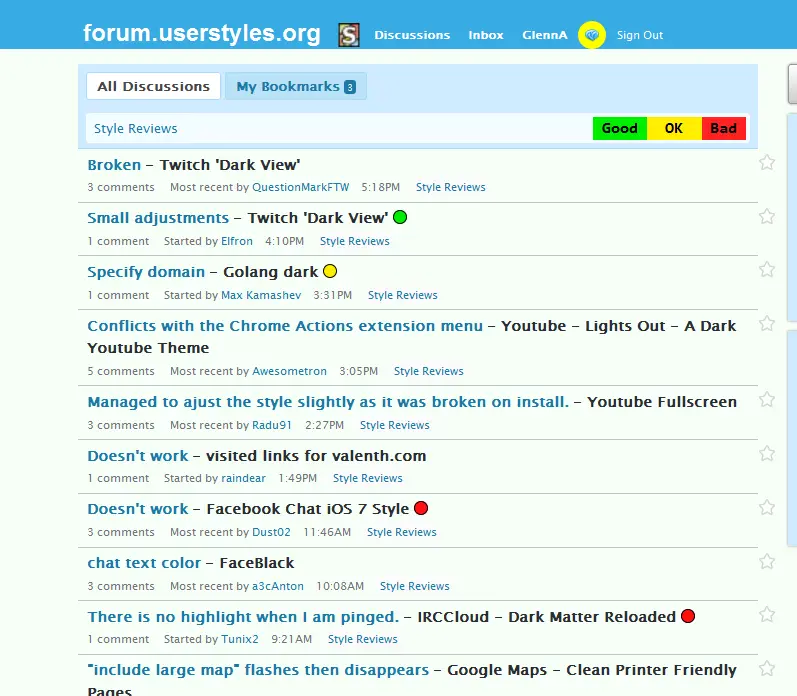 forum.userstyles.org S Discussions Inbox GlennA Sign Out
All Discussions My Bookmarks 3
Style Reviews Good OK Bad
Broken – Twitch 'Dark View'
3 comments Most recent by QuestionMarkFTW 5:18PM Style Reviews
Small adjustments – Twitch 'Dark View'
1 comment Started by Elfron 4:10PM Style Reviews
Specify domain – Golang dark
1 comment Started by Max Kamashev 3:31PM Style Reviews
Conflicts with the Chrome Actions extension menu – Youtube – Lights Out – A Dark
Youtube Theme
5 comments Most recent by Awesometron 3:05PM Style Reviews
Managed to ajust the style slightly as it was broken on install. – Youtube Fullscreen
3 comments Most recent by Radu91 2:27PM Style Reviews
Doesn't work – visited links for valenth.com
1 comment Started by raindear 1:49PM Style Reviews
Doesn't work – Facebook Chat iOS 7 Style
3 comments Most recent by Dust02 11:46AM Style Reviews
chat text color – FaceBlack
3 comments Most recent by a3cAnton 10:08AM Style Reviews
There is no highlight when I am pinged. – IRCCloud – Dark Matter Reloaded
1 comment Started by Tunix2 9:21AM Style Reviews
"include large map" flashes then disappears – Google Maps – Clean Printer Friendly
Pages